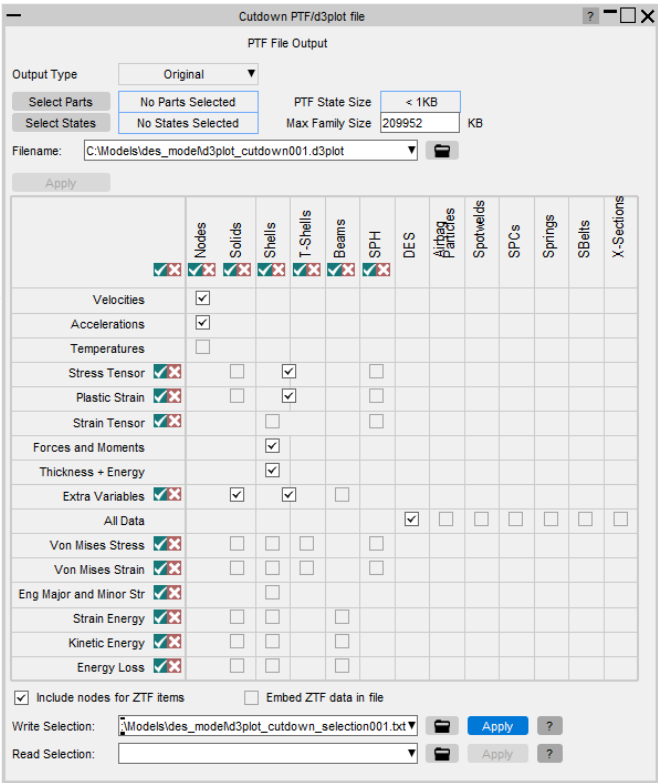 Cutdown PTF/d3plot file ?
PTF File Output
Output Type Original
Select Parts No Parts Selected PTF State Size < 1KB
Select States No States Selected Max Family Size 209952 KB
Filename: C:\Models\des_model\d3plot_cutdown001.d3plot
Apply
Nodes Solids Shells T-Shells Beams SPH DES Airbag Particles Spotwelds SPCs Springs SBelts X-Sections
Velocities
Accelerations
Temperatures
Stress Tensor
Plastic Strain
Strain Tensor
Forces and Moments
Thickness + Energy
Extra Variables
All Data
Von Mises Stress
Von Mises Strain
Eng Major and Minor Str
Strain Energy
Kinetic Energy
Energy Loss
Include nodes for ZTF items Embed ZTF data in file
Write Selection: :\Models\des_model\d3plot_cutdown_selection001.txt Apply ?
Read Selection: Apply ?